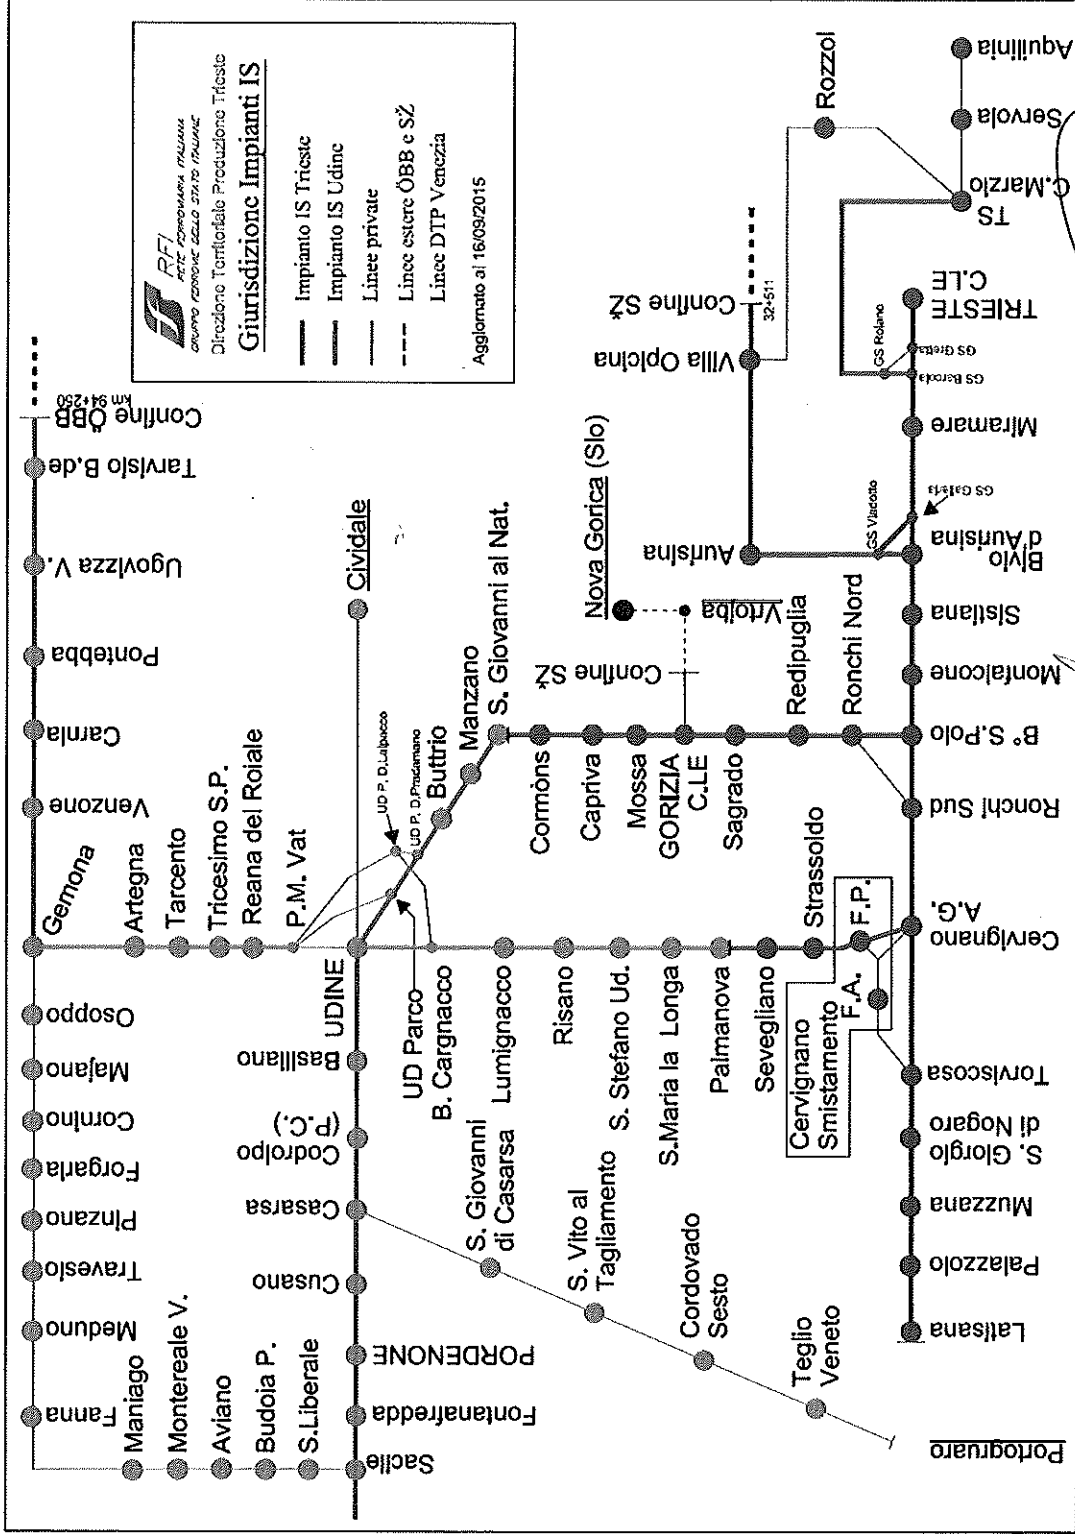 RFI
RETE FERROVIARIA ITALIANA
GRUPPO FERROVIE DELLO STATO ITALIANE
Direzione Territoriale Produzione Trieste
Giurisdizione Impianti IS
Impianto IS Trieste
Impianto IS Udine
Linee private
Linee estere ÖBB e SŽ
Linee DTP Venezia
Aggiornato al 16/09/2015
Fanna
Meduno
Travesio
Pinzano
Forgaria
Cornino
Majano
Osoppo
Gemona
Venzone
Carnia
Pontebba
Ugovizza V.
Tarvisio B.de
Confine ÖBB
km 94+250
Maniago
Montereale V.
Aviano
Budoia P.
S.Liberale
Artegna
Tarcento
Tricesimo S.P.
Reana del Roiale
P.M. Vat
Sacile
Fontanafredda
PORDENONE
Cusano
Casarsa
Codroipo
(P.C.)
Basiliano
UDINE
Cividale
UD P. D.Laipacco
UD P. D.Pradamano
UD Parco
Buttrio
Manzano
S. Giovanni al Nat.
Cormòns
Capriva
Mossa
GORIZIA
C.LE
Sagrado
Redipuglia
Ronchi Nord
Confine SŽ
Vrtojba
Nova Gorica (Slo)
B. Cargnacco
Lumignacco
Risano
S. Stefano Ud.
S.Maria la Longa
Palmanova
Sevegliano
Strassoldo
Cervignano
Smistamento
F.A.
F.P.
S. Giovanni
di Casarsa
S. Vito al
Tagliamento
Cordovado
Sesto
Teglio
Veneto
Portogruaro
Latisana
Palazzolo
Muzzana
S. Giorgio
di Nogaro
Torviscosa
Cervignano
A.G.
Ronchi Sud
B° S.Polo
Monfalcone
Sistiana
Bivio
d'Aurisina
GS Viadotto
GS Galleria
Miramare
GS Barcola
GS Gretta
GS Roiano
TRIESTE
C.LE
Aurisina
Villa Opicina
Confine SŽ
32+511
Rozzol
TS
C.Marzio
Servola
Aquilinia